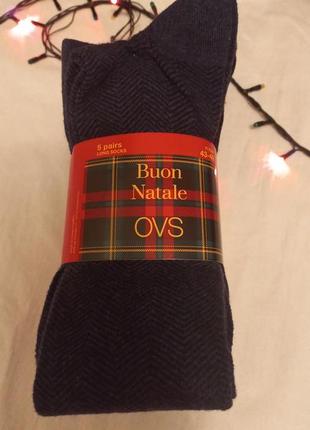 5 pairs
LONG SOCKS
Buon
Natale
OVS